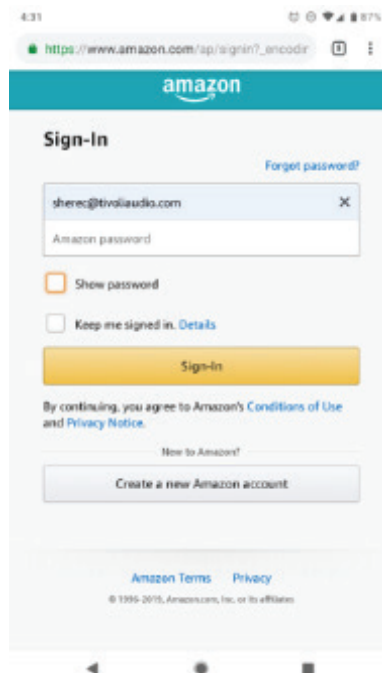 4:31 87%
https://www.amazon.com/ap/signin?_encodir
amazon
Sign-In
Forgot password?
sherec@tivoliaudio.com X
Amazon password
Show password
Keep me signed in. Details
Sign-In
By continuing, you agree to Amazon's Conditions of Use
and Privacy Notice.
New to Amazon?
Create a new Amazon account
Amazon Terms Privacy
© 1996-2019, Amazon.com, Inc. or its affiliates